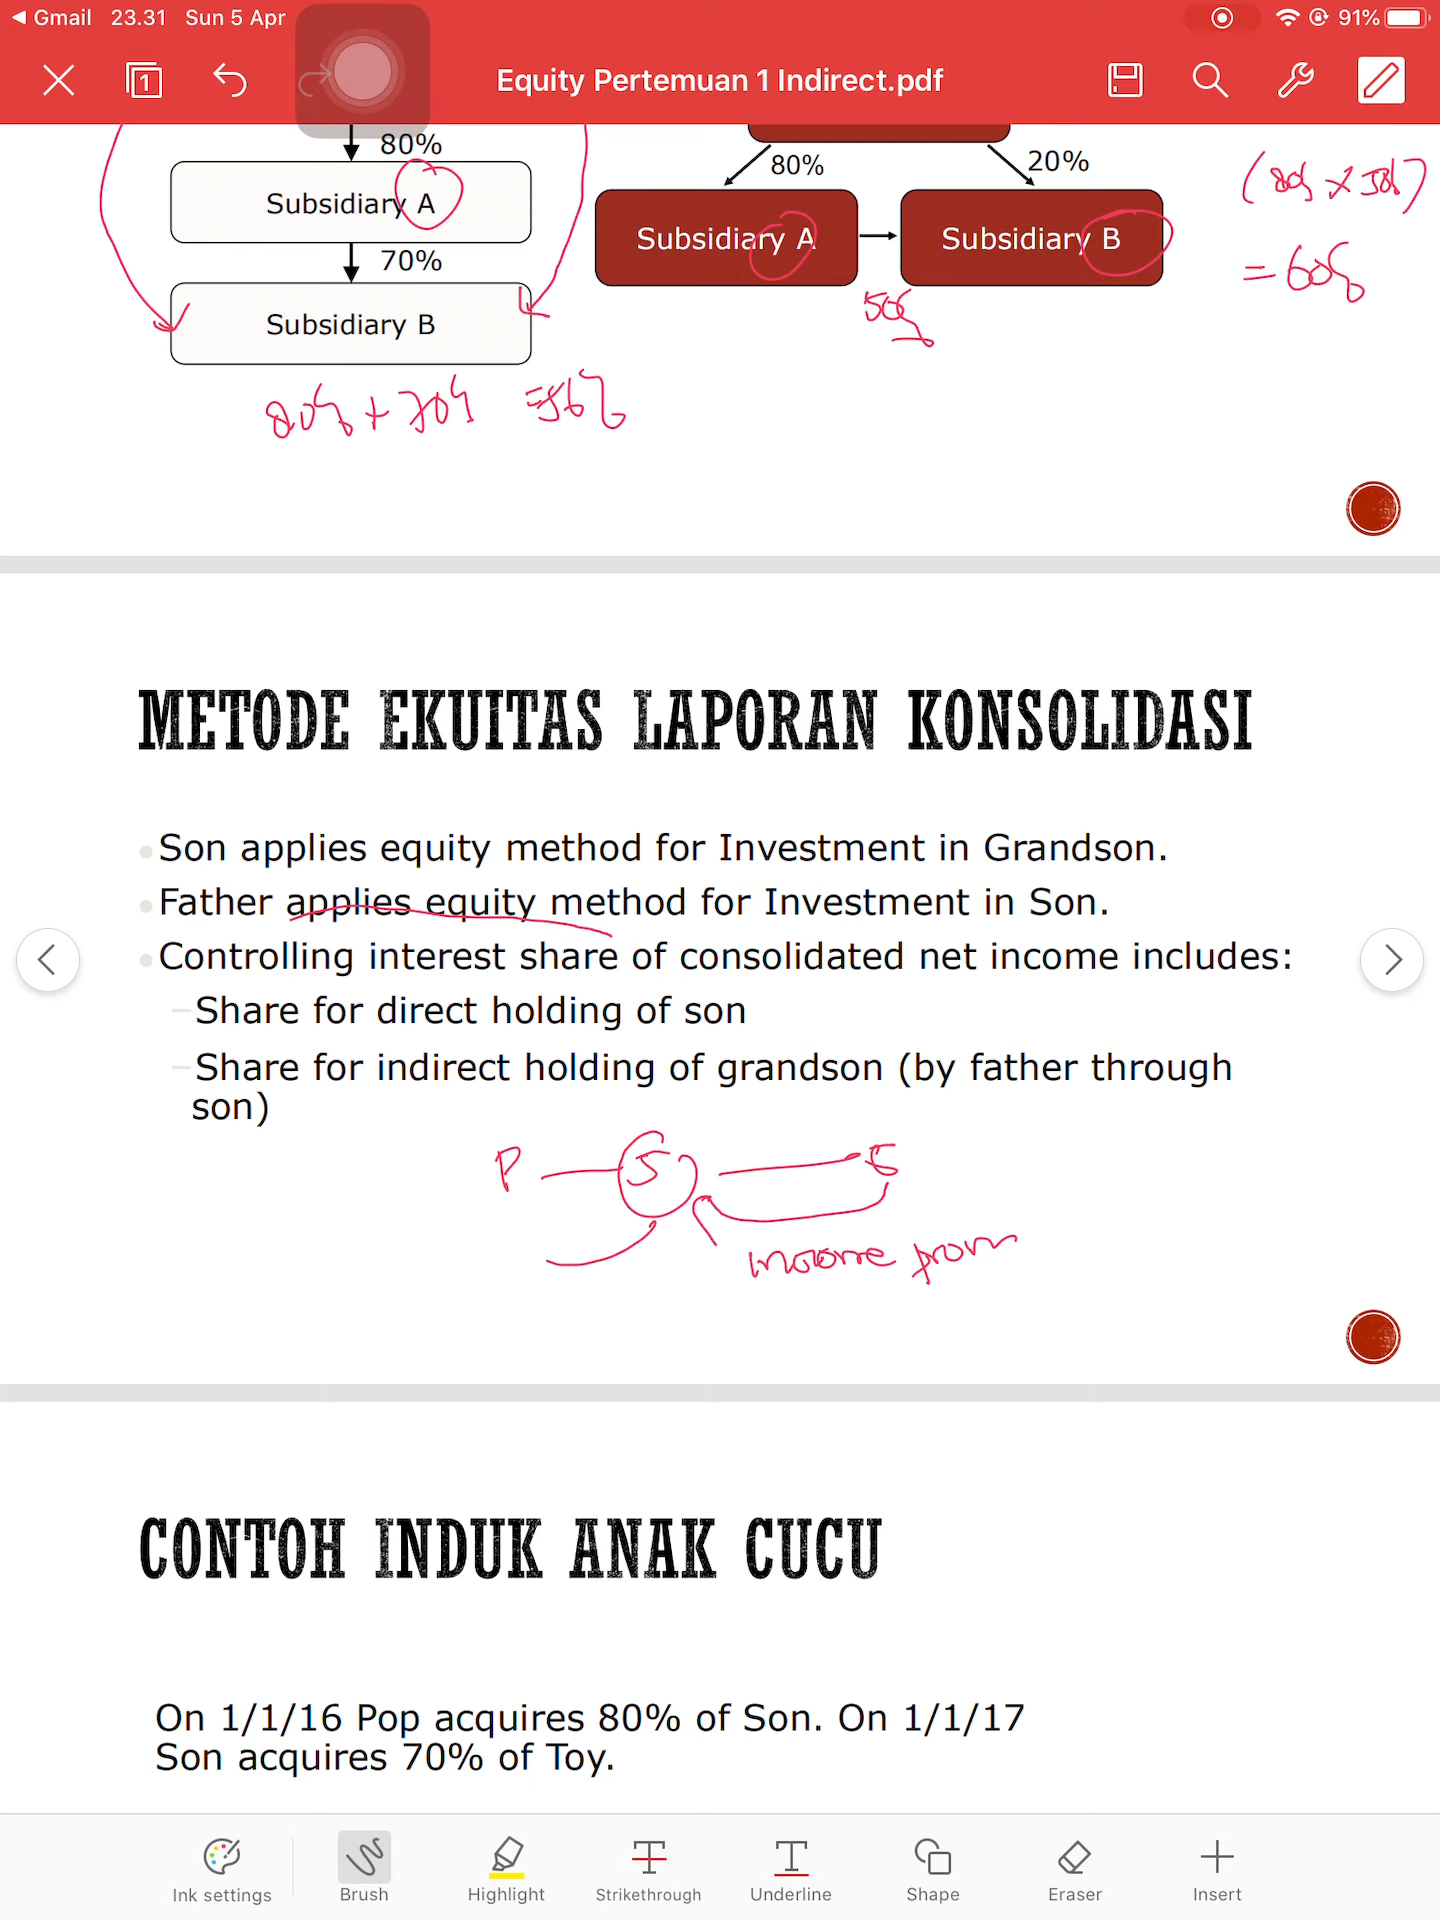 Gmail 23.31 Sun 5 Apr 91%
1 Equity Pertemuan 1 Indirect.pdf
80%
Subsidiary A
70%
Subsidiary B
80% + 70% =56%
80% 20%
Subsidiary A Subsidiary B
50%
(80% x 50%)
= 60%
METODE EKUITAS LAPORAN KONSOLIDASI
Son applies equity method for Investment in Grandson.
Father applies equity method for Investment in Son.
Controlling interest share of consolidated net income includes:
–Share for direct holding of son
–Share for indirect holding of grandson (by father through
son)
P S
income from
CONTOH INDUK ANAK CUCU
On 1/1/16 Pop acquires 80% of Son. On 1/1/17
Son acquires 70% of Toy.
Ink settings Brush Highlight Strikethrough Underline Shape Eraser Insert